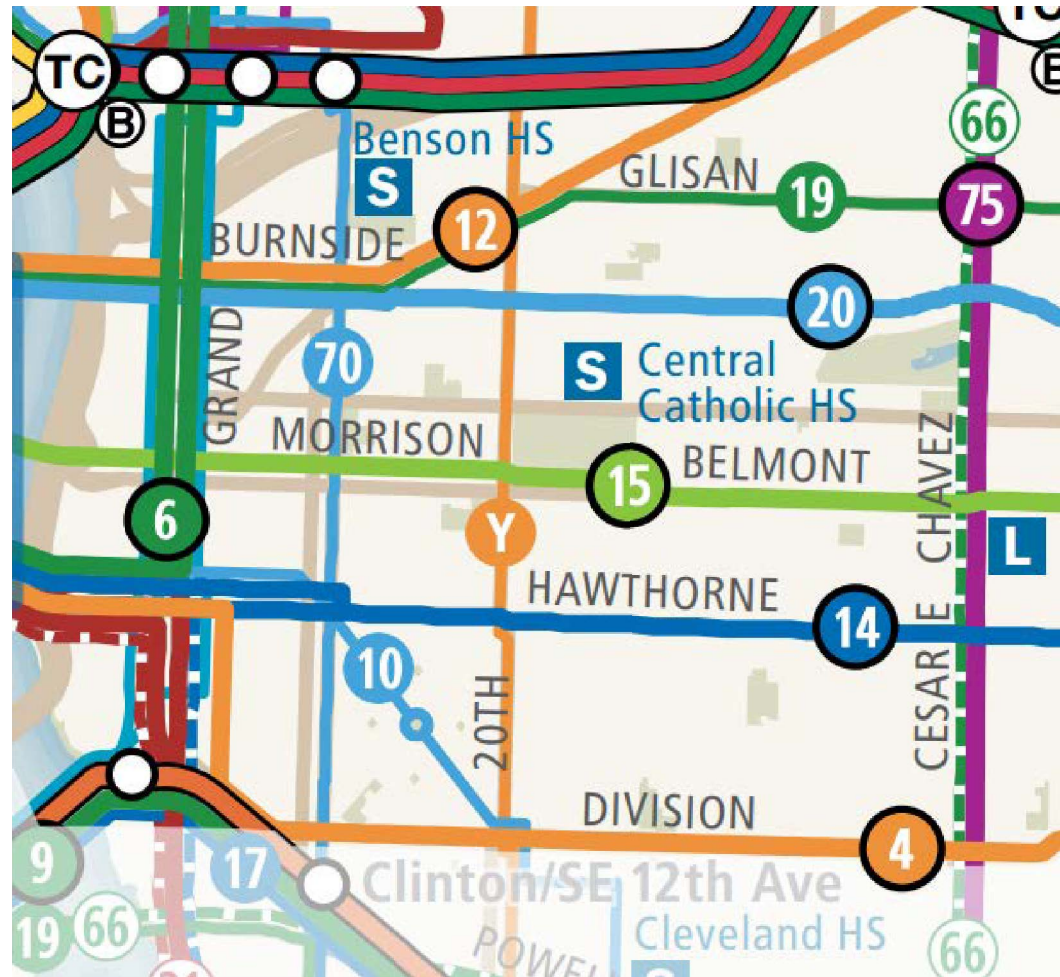 TC
TC
B
E
66
Benson HS
S
GLISAN
19
75
12
BURNSIDE
20
GRAND
70
S
Central
Catholic HS
MORRISON
BELMONT
15
CESAR E CHAVEZ
6
Y
L
HAWTHORNE
14
10
20TH
DIVISION
4
9
17
Clinton/SE 12th Ave
19
66
Cleveland HS
66